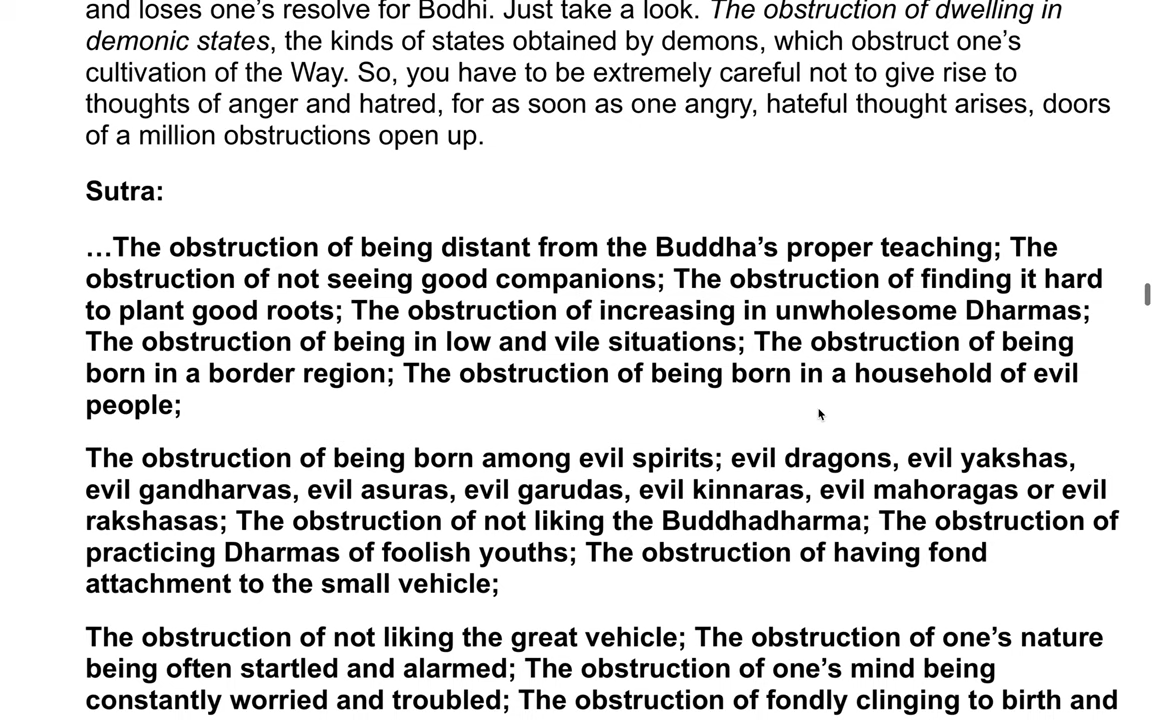 and loses one’s resolve for Bodhi. Just take a look. The obstruction of dwelling in
demonic states, the kinds of states obtained by demons, which obstruct one’s
cultivation of the Way. So, you have to be extremely careful not to give rise to
thoughts of anger and hatred, for as soon as one angry, hateful thought arises, doors
of a million obstructions open up.
Sutra:
…The obstruction of being distant from the Buddha’s proper teaching; The
obstruction of not seeing good companions; The obstruction of finding it hard
to plant good roots; The obstruction of increasing in unwholesome Dharmas;
The obstruction of being in low and vile situations; The obstruction of being
born in a border region; The obstruction of being born in a household of evil
people;
The obstruction of being born among evil spirits; evil dragons, evil yakshas,
evil gandharvas, evil asuras, evil garudas, evil kinnaras, evil mahoragas or evil
rakshasas; The obstruction of not liking the Buddhadharma; The obstruction of
practicing Dharmas of foolish youths; The obstruction of having fond
attachment to the small vehicle;
The obstruction of not liking the great vehicle; The obstruction of one’s nature
being often startled and alarmed; The obstruction of one’s mind being
constantly worried and troubled; The obstruction of fondly clinging to birth and